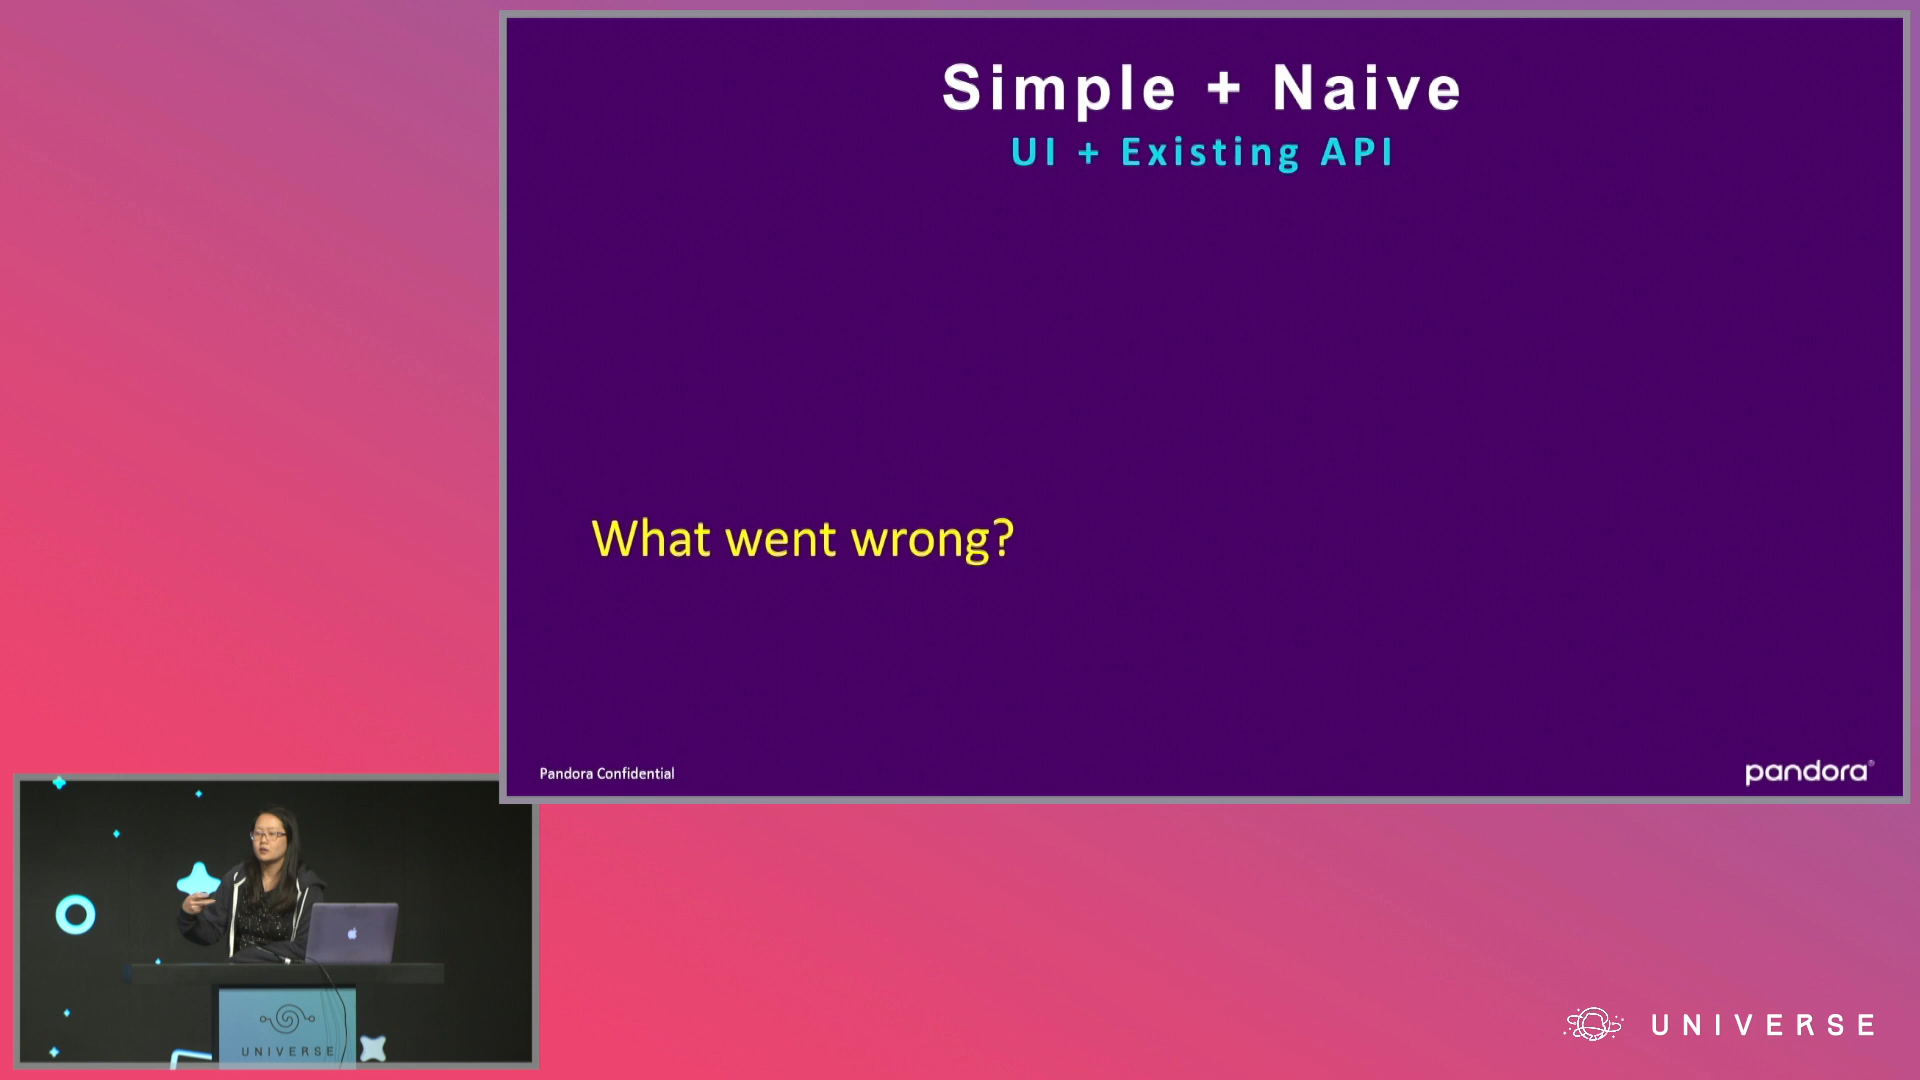 Simple + Naive
UI + Existing API
What went wrong?
Pandora Confidential
pandora®
UNIVERSE
UNIVERSE